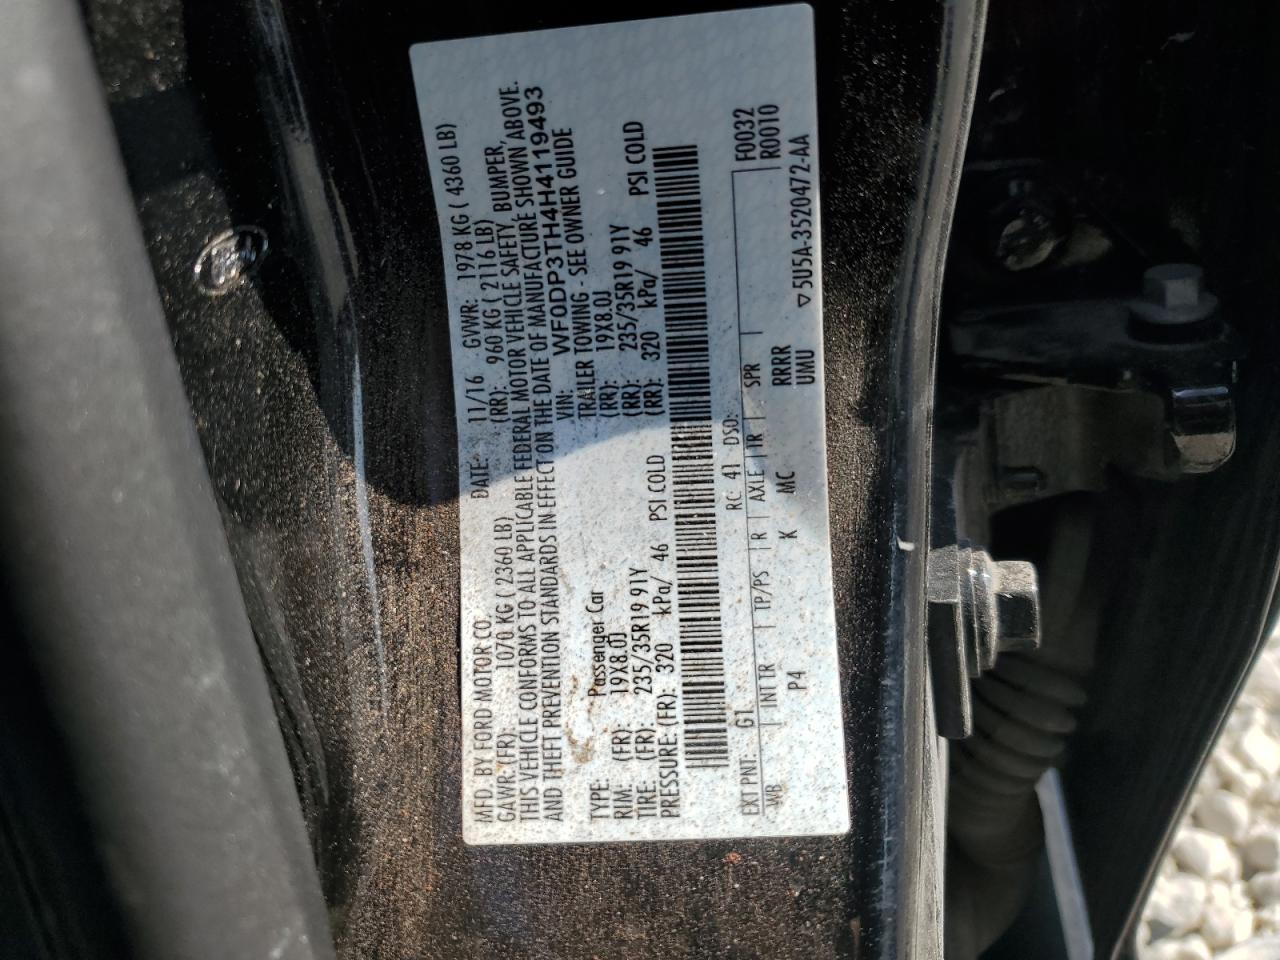 MFD. BY FORD MOTOR CO.
DATE: 11/16 GVWR: 1978 KG ( 4360 LB)
GAWR:(FR): 1070 KG ( 2360 LB) (RR): 960 KG ( 2116 LB)
THIS VEHICLE CONFORMS TO ALL APPLICABLE FEDERAL MOTOR VEHICLE SAFETY, BUMPER,
AND THEFT PREVENTION STANDARDS IN EFFECT ON THE DATE OF MANUFACTURE SHOWN ABOVE.
VIN: WF0DP3TH4H4119493
TYPE: Passenger Car TRAILER TOWING - SEE OWNER GUIDE
RIM: (FR): 19X8.0J (RR): 19X8.0J
TIRE: (FR): 235/35R19 91Y (RR): 235/35R19 91Y
PRESSURE:(FR): 320 kPa/ 46 PSI COLD (RR): 320 kPa/ 46 PSI COLD
EXT PNT: G1 RC: 41 DSO: F0032
WB INT TR TP/PS R AXLE TR SPR R0010
P4 K MC RRRR
UMU 5U5A-3520472-AA